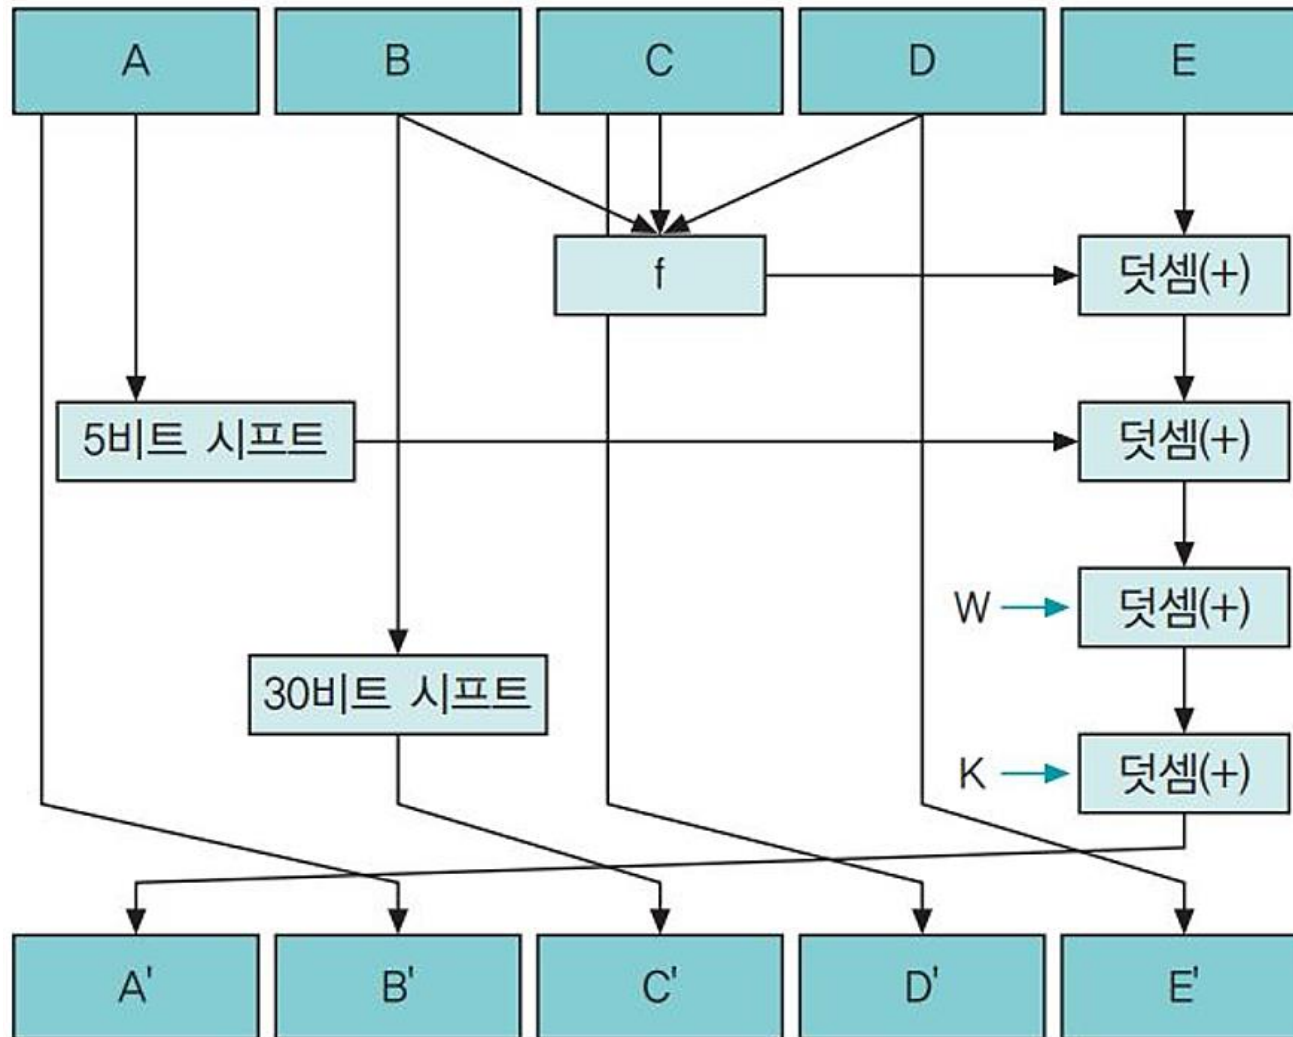 A B C D E
f 덧셈(+)
5비트 시프트 덧셈(+)
W 덧셈(+)
30비트 시프트
K 덧셈(+)
A' B' C' D' E'